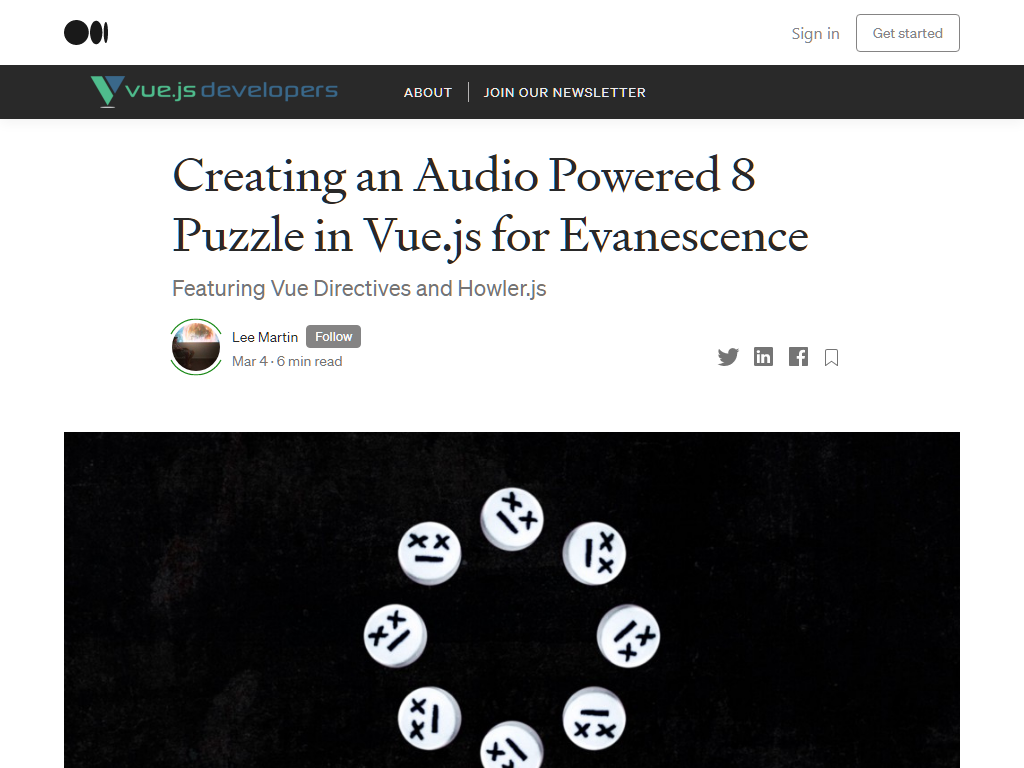 Sign in
Get started
vue.js developers
ABOUT
JOIN OUR NEWSLETTER
Creating an Audio Powered 8
Puzzle in Vue.js for Evanescence
Featuring Vue Directives and Howler.js
Lee Martin
Follow
Mar 4 · 6 min read